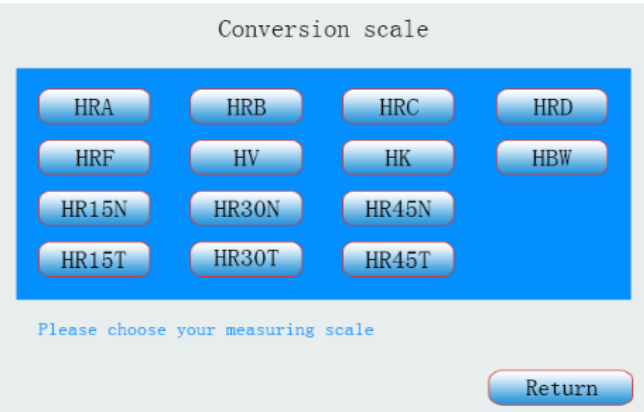 Conversion scale
HRA HRB HRC HRD
HRF HV HK HBW
HR15N HR30N HR45N
HR15T HR30T HR45T
Please choose your measuring scale
Return